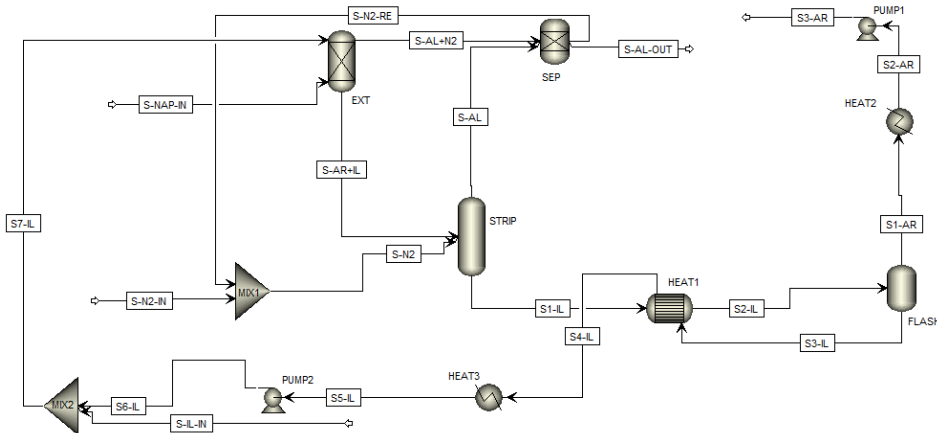 S-N2-RE
S3-AR
PUMP1
S-AL+N2
S-AL-OUT
SEP
S2-AR
S-NAP-IN
EXT
HEAT2
S-AL
S-AR+IL
S7-IL
STRIP
S1-AR
S-N2
MIX1
S-N2-IN
HEAT1
S1-IL
S2-IL
FLASH
S4-IL
S3-IL
HEAT3
PUMP2
MIX2
S6-IL
S5-IL
S-IL-IN